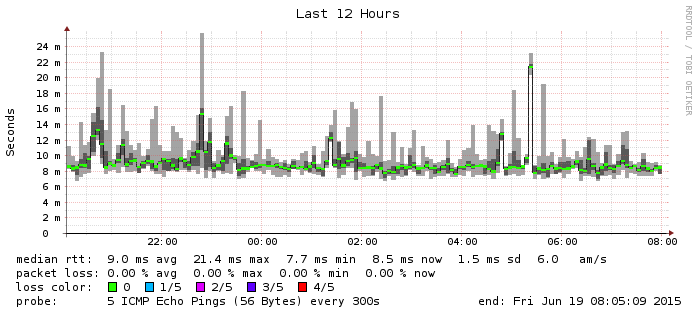 Last 12 Hours
RRDTOOL / TOBI OETIKER
Seconds
24 m
22 m
20 m
18 m
16 m
14 m
12 m
10 m
8 m
6 m
4 m
2 m
0
22:00 00:00 02:00 04:00 06:00 08:00
median rtt: 9.0 ms avg 21.4 ms max 7.7 ms min 8.5 ms now 1.5 ms sd 6.0 am/s
packet loss: 0.00 % avg 0.00 % max 0.00 % min 0.00 % now
loss color: 0 1/5 2/5 3/5 4/5
probe: 5 ICMP Echo Pings (56 Bytes) every 300s end: Fri Jun 19 08:05:09 2015